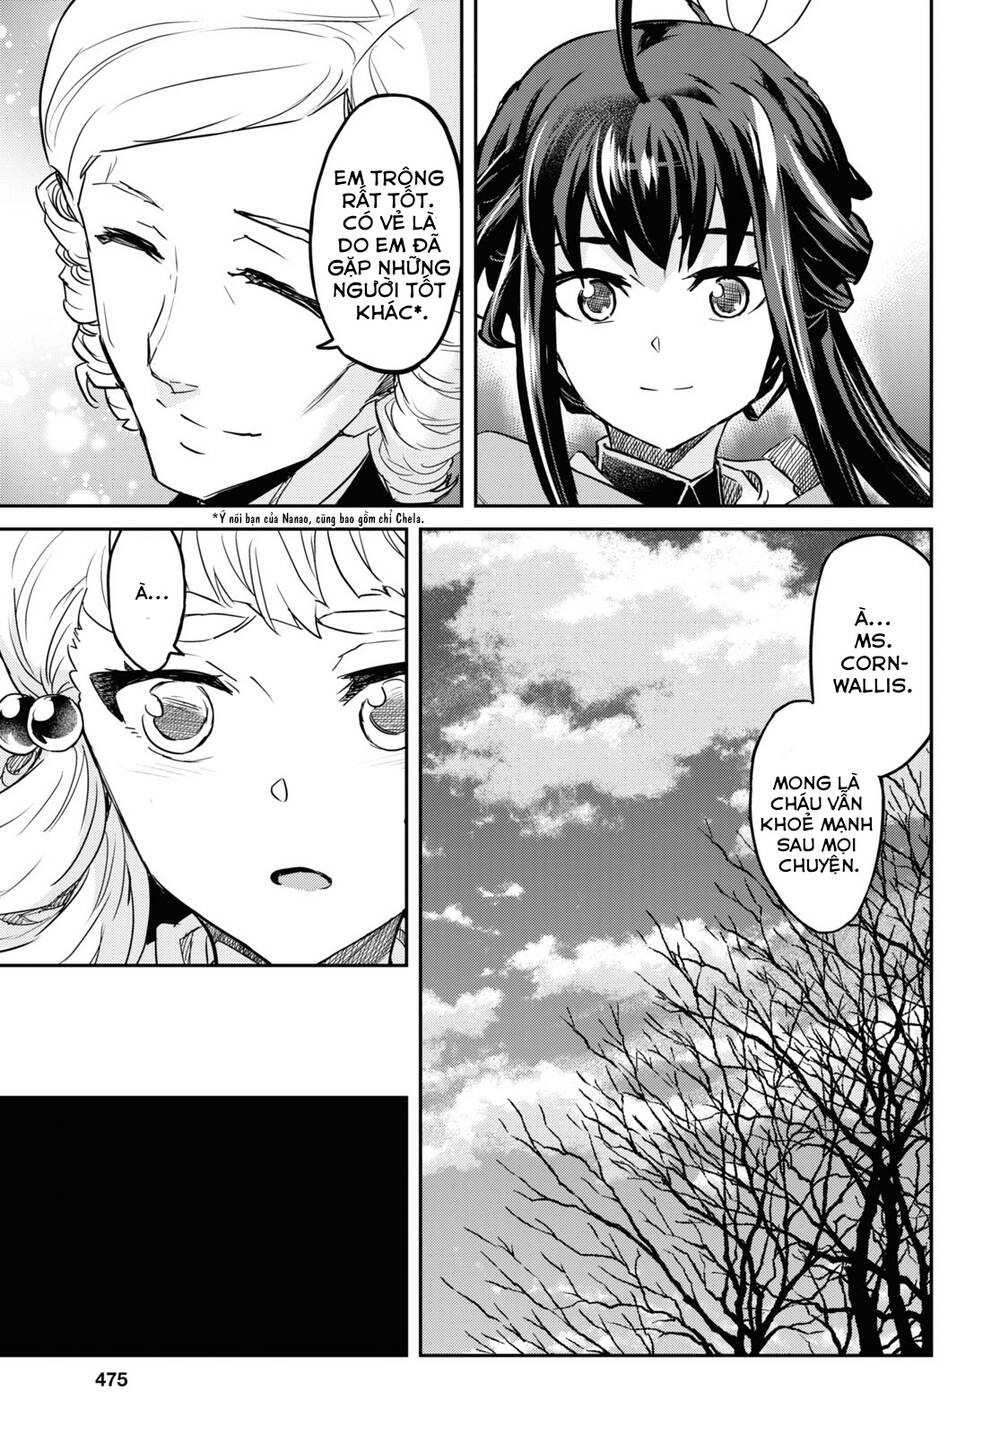 EM TRÔNG
RẤT TỐT.
CÓ VẺ LÀ
DO EM ĐÃ
GẶP NHỮNG
NGƯỜI TỐT
KHÁC*.
*Ý nói bạn của Nanao, cũng bao gồm chỉ Chela.
À...
MS.
CORN-
WALLIS.
MONG LÀ
CHÁU VẪN
KHOẺ MẠNH
SAU MỌI
CHUYỆN.
À...
475